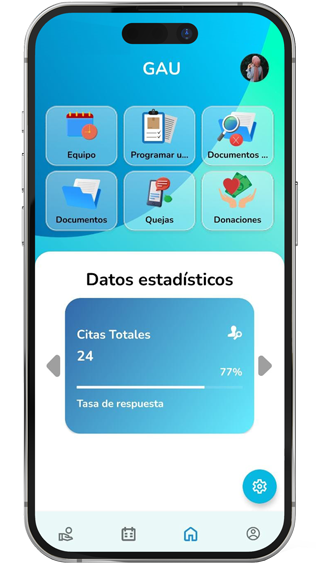 GAU
Equipo
Programar u...
Documentos ...
Documentos
Quejas
Donaciones
Datos estadísticos
Citas Totales
24
77%
Tasa de respuesta